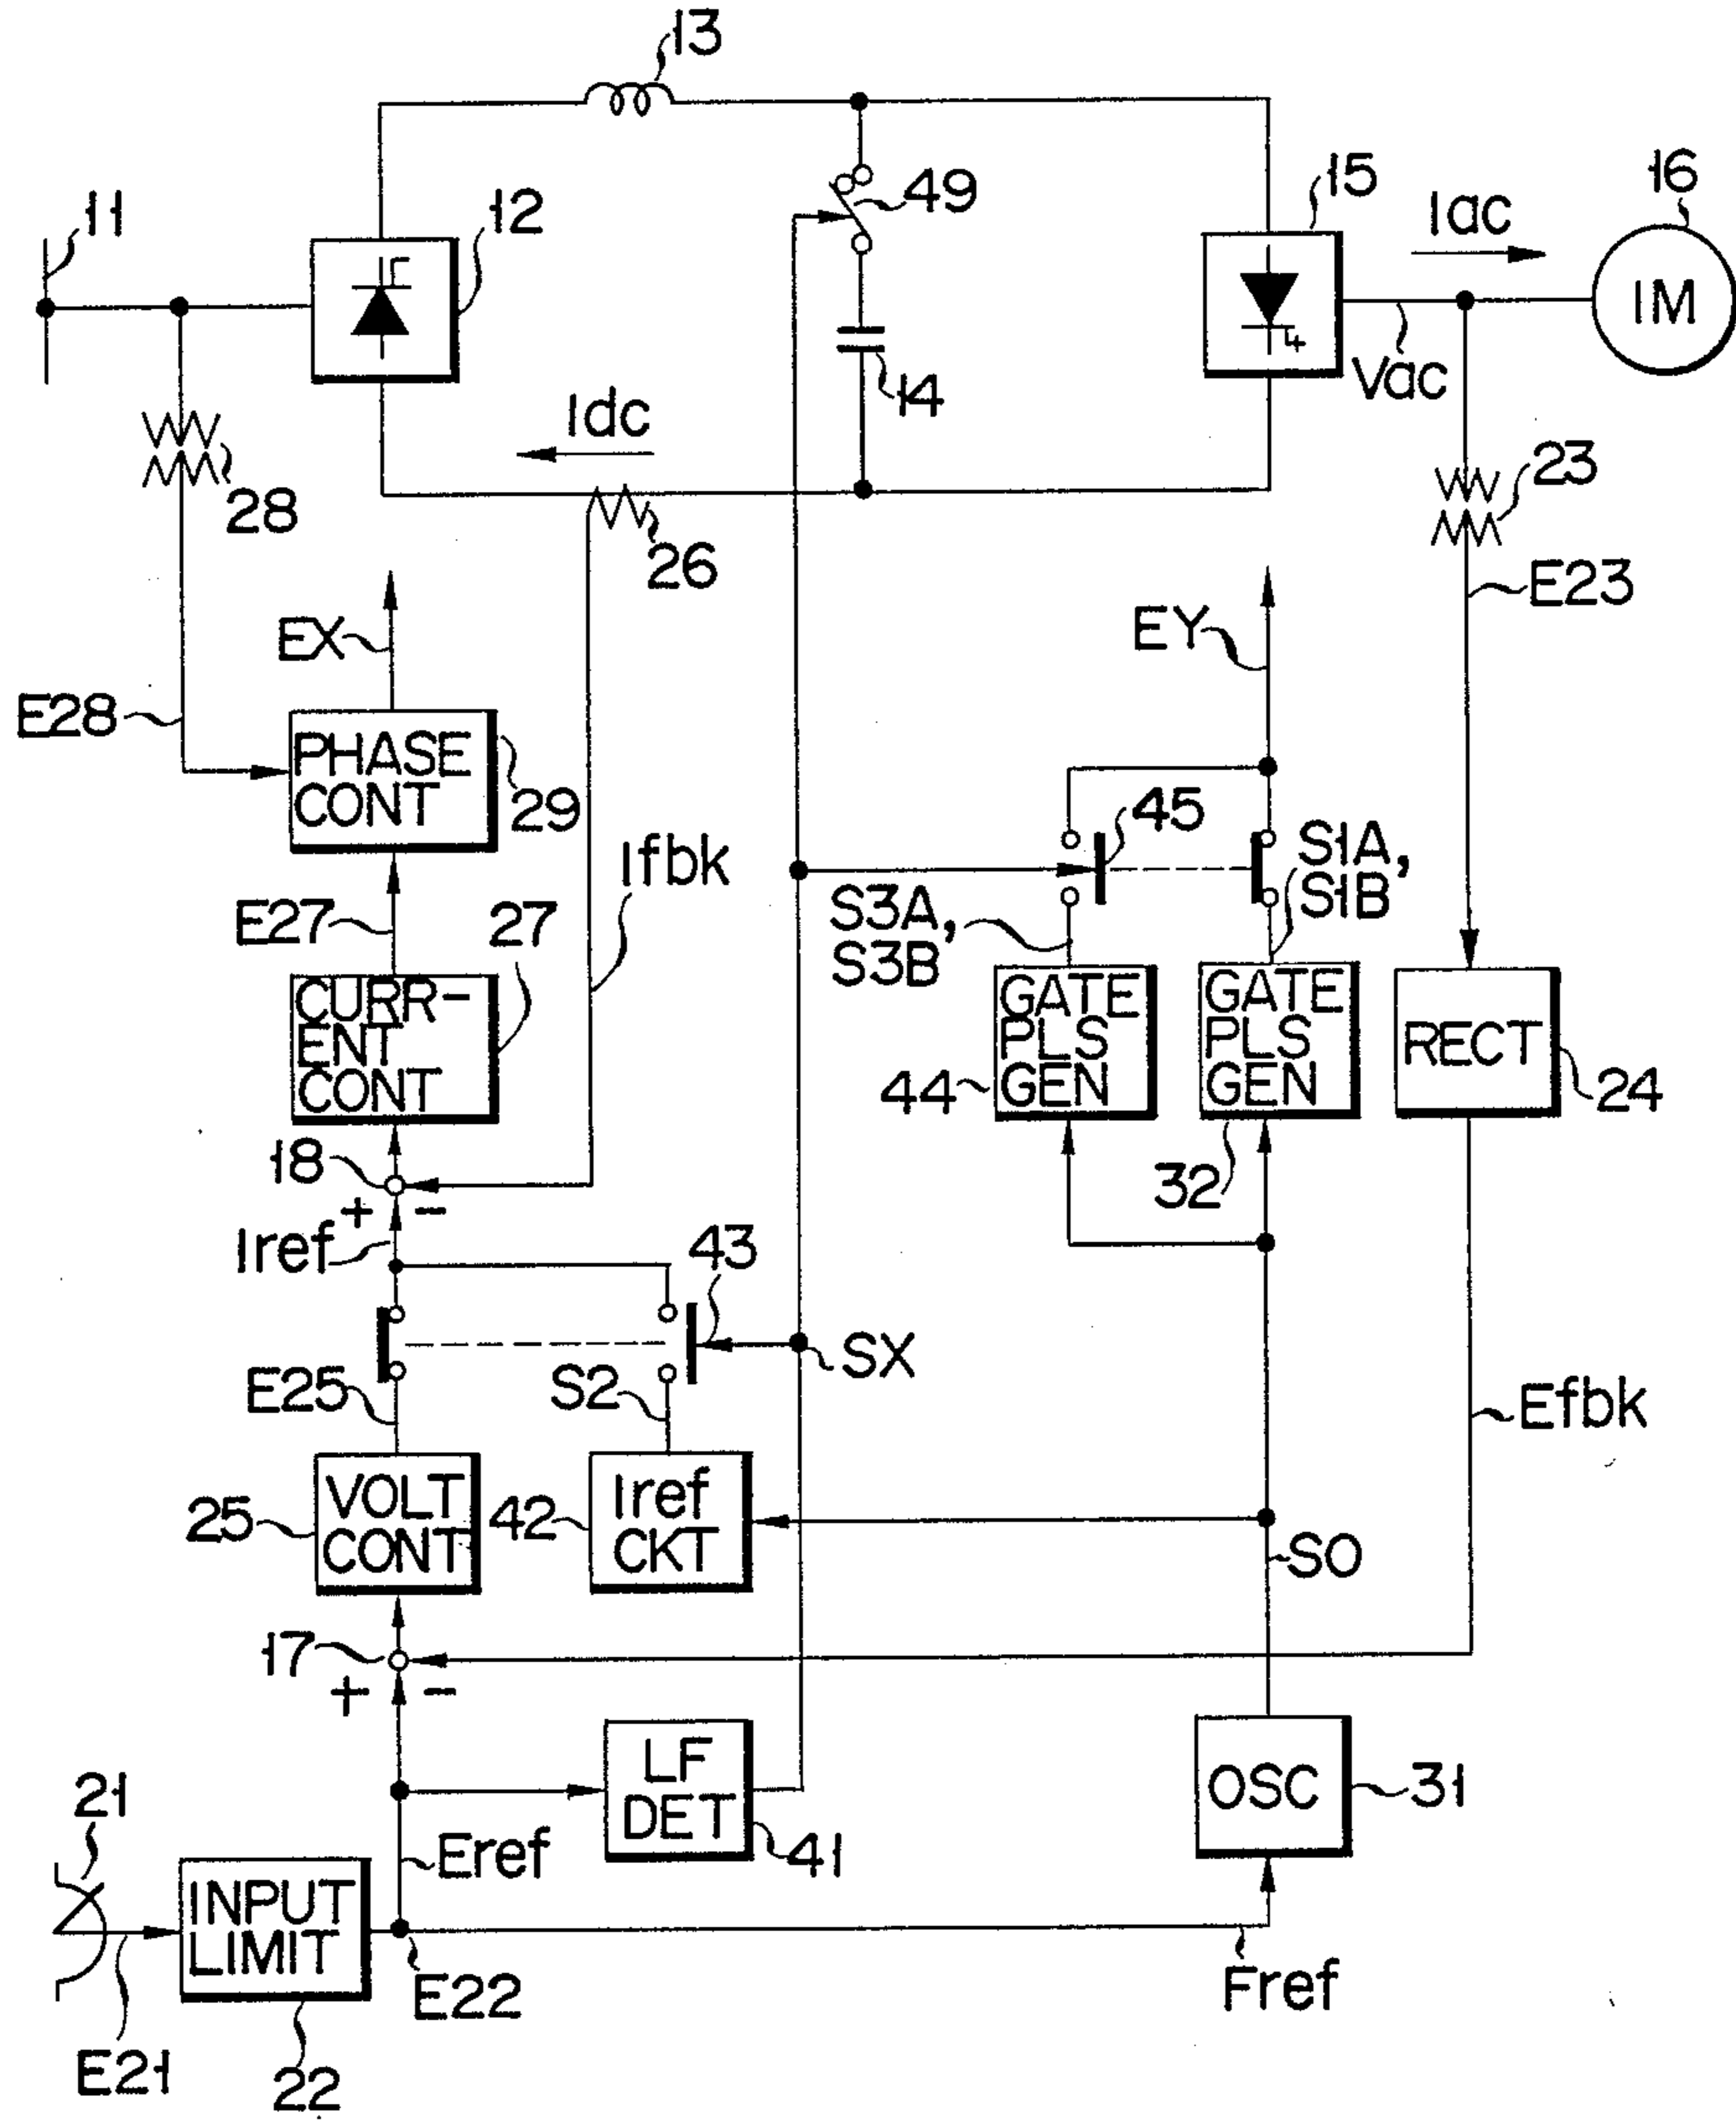 13
11
12
49
15
Iac
16
IM
Vac
14
Idc
28
26
23
E23
EX
EY
E28
PHASE
CONT
29
45
S1A,
S1B
Ifbk
S3A,
S3B
E27
27
CURR-
ENT
CONT
GATE
PLS
GEN
44
GATE
PLS
GEN
32
RECT
24
18
+ -
Iref
43
SX
E25
S2
Efbk
VOLT
CONT
25
42
Iref
CKT
SO
17
+ -
LF
DET
41
OSC
31
21
Eref
INPUT
LIMIT
E22
Fref
E21
22